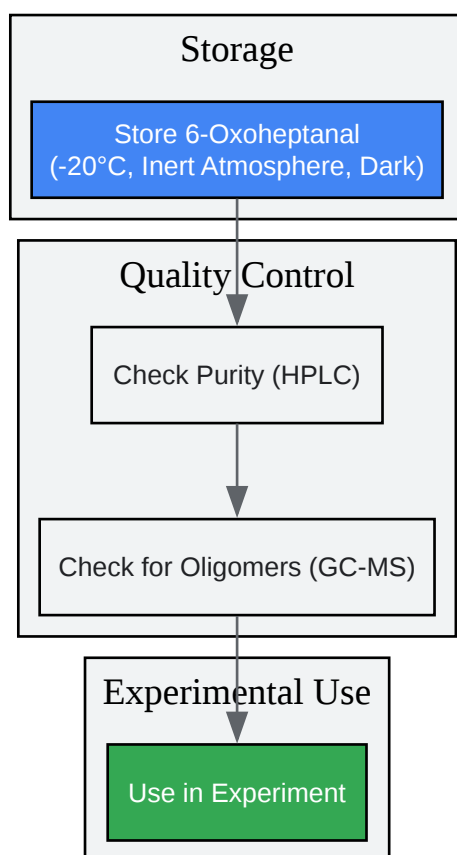 Storage
Store 6-Oxoheptanal
(-20°C, Inert Atmosphere, Dark)
Quality Control
Check Purity (HPLC)
Check for Oligomers (GC-MS)
Experimental Use
Use in Experiment